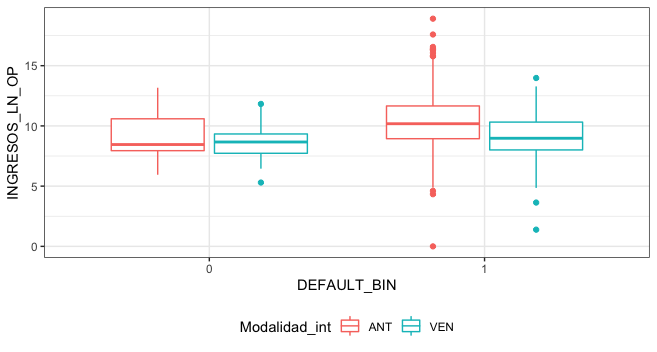 INGRESOS_LN_OP
15
10
5
0
0 1
DEFAULT_BIN
Modalidad_int ANT VEN